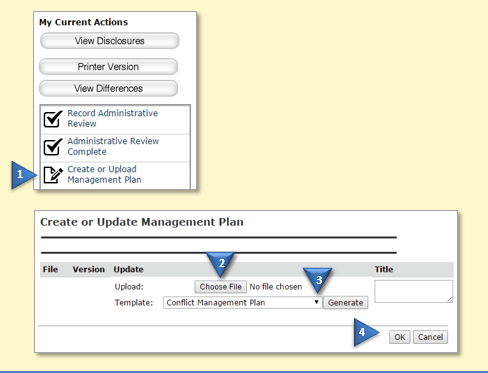 My Current Actions
View Disclosures
Printer Version
View Differences
Record Administrative
Review
Administrative Review
Complete
1
Create or Upload
Management Plan
Create or Update Management Plan
2
File Version Update Title
Upload: Choose File No file chosen
3
Template: Conflict Management Plan Generate
4
OK Cancel